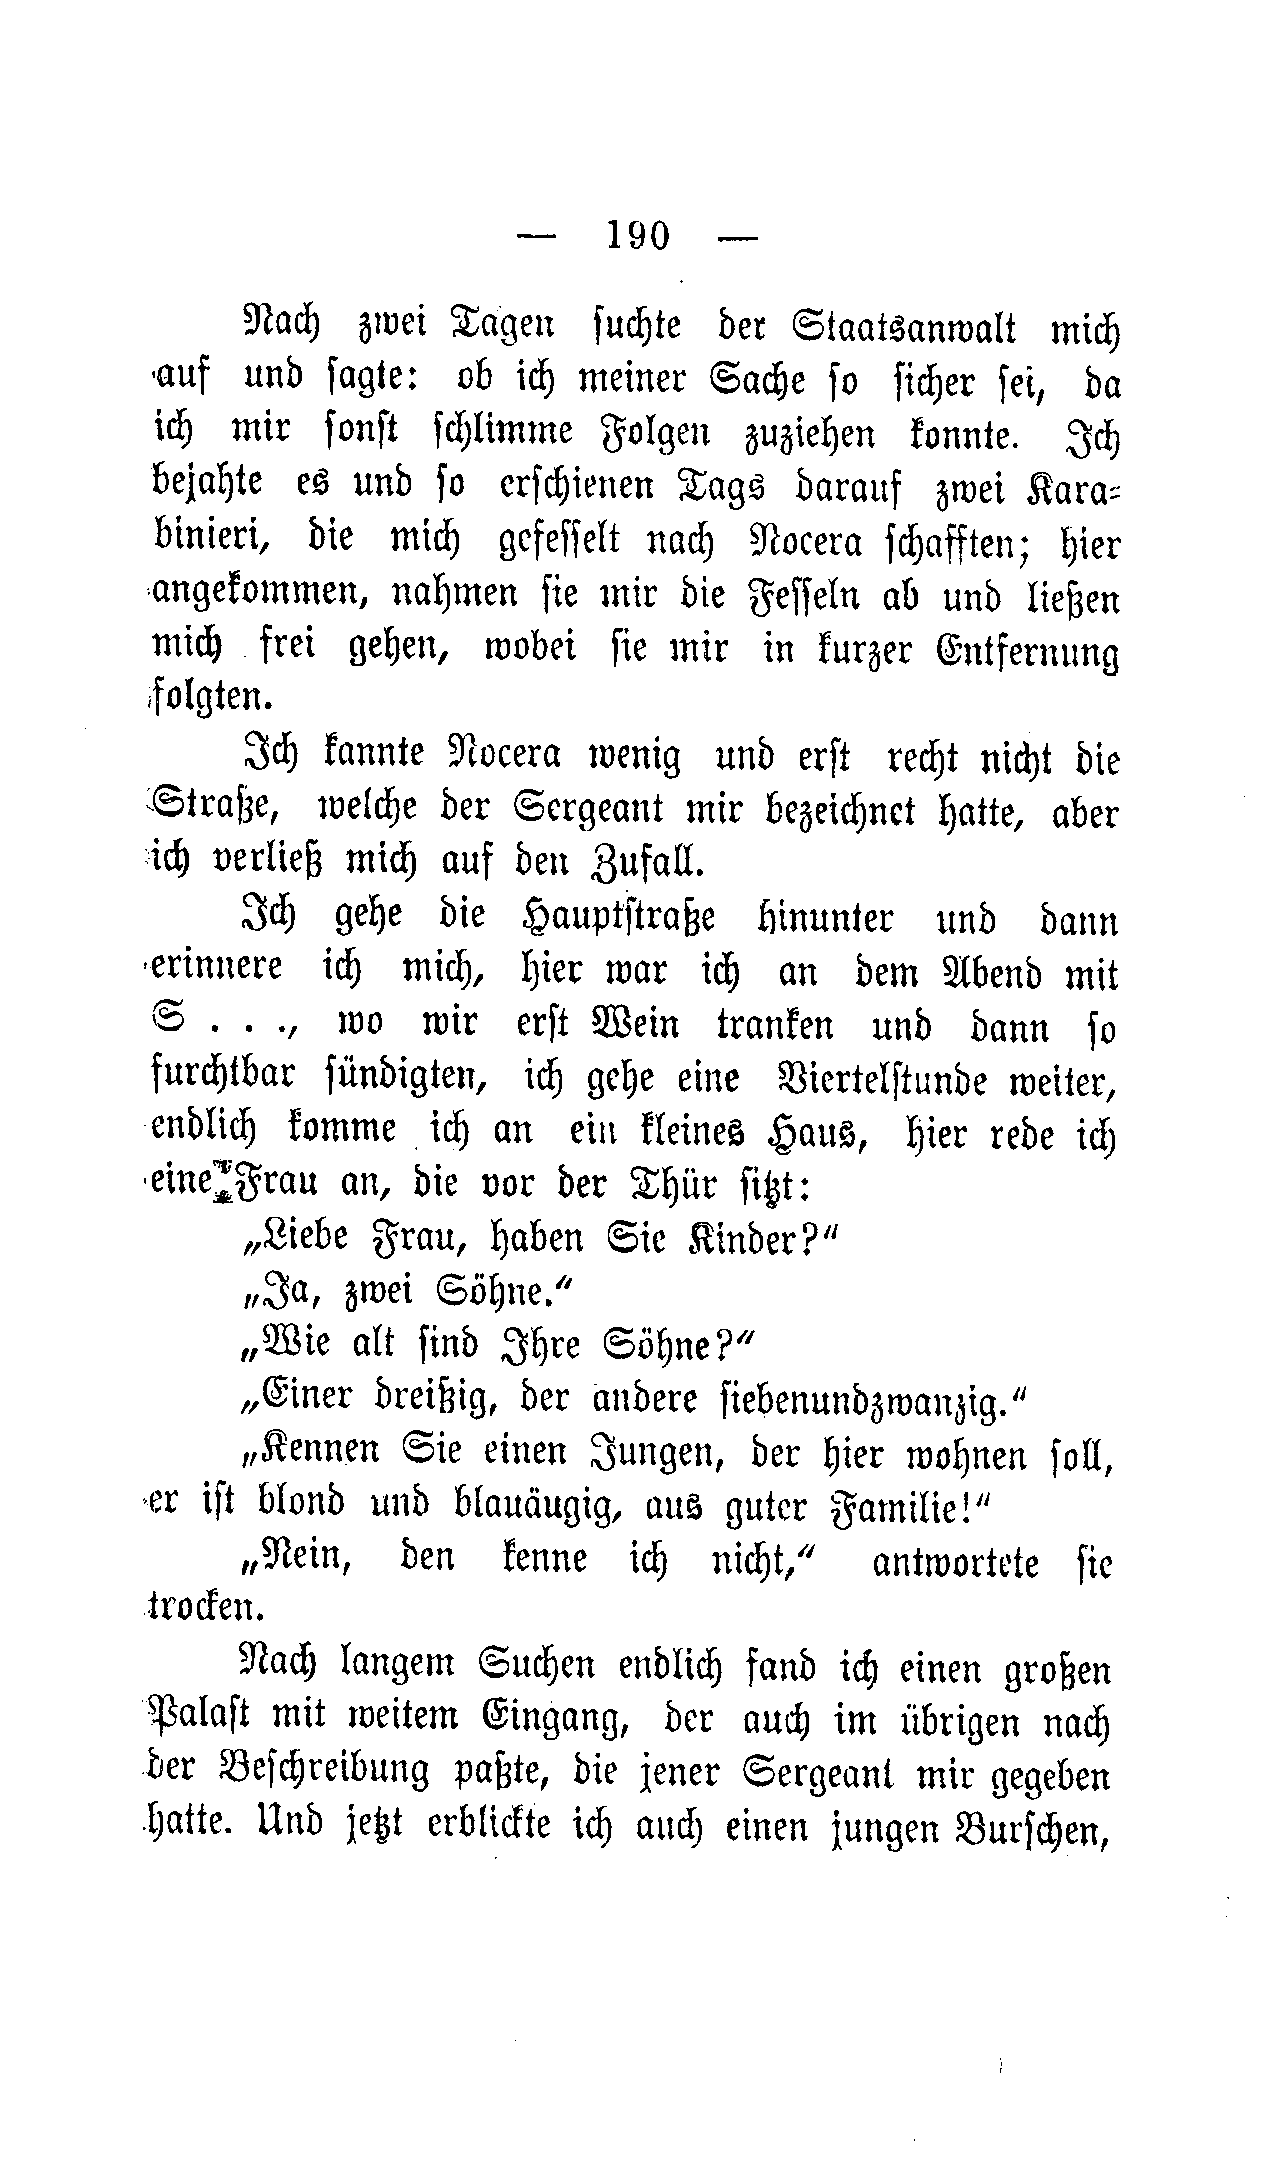 — 190 —
Nach zwei Tagen suchte der Staatsanwalt mich
auf und sagte: ob ich meiner Sache so sicher sei, da
ich mir sonst schlimme Folgen zuziehen konnte. Ich
bejahte es und so erschienen Tags darauf zwei Kara-
binieri, die mich gefesselt nach Nocera schafften; hier
angekommen, nahmen sie mir die Fesseln ab und ließen
mich frei gehen, wobei sie mir in kurzer Entfernung
folgten.
Ich kannte Nocera wenig und erst recht nicht die
Straße, welche der Sergeant mir bezeichnet hatte, aber
ich verließ mich auf den Zufall.
Ich gehe die Hauptstraße hinunter und dann
erinnere ich mich, hier war ich an dem Abend mit
S . . ., wo wir erst Wein tranken und dann so
furchtbar sündigten, ich gehe eine Viertelstunde weiter,
endlich komme ich an ein kleines Haus, hier rede ich
eine Frau an, die vor der Thür sitzt:
„Liebe Frau, haben Sie Kinder?“
„Ja, zwei Söhne.“
„Wie alt sind Ihre Söhne?“
„Einer dreißig, der andere siebenundzwanzig.“
„Kennen Sie einen Jungen, der hier wohnen soll,
er ist blond und blauäugig, aus guter Familie!“
„Nein, den kenne ich nicht,“ antwortete sie
trocken.
Nach langem Suchen endlich fand ich einen großen
Palast mit weitem Eingang, der auch im übrigen nach
der Beschreibung paßte, die jener Sergeant mir gegeben
hatte. Und jetzt erblickte ich auch einen jungen Burschen,